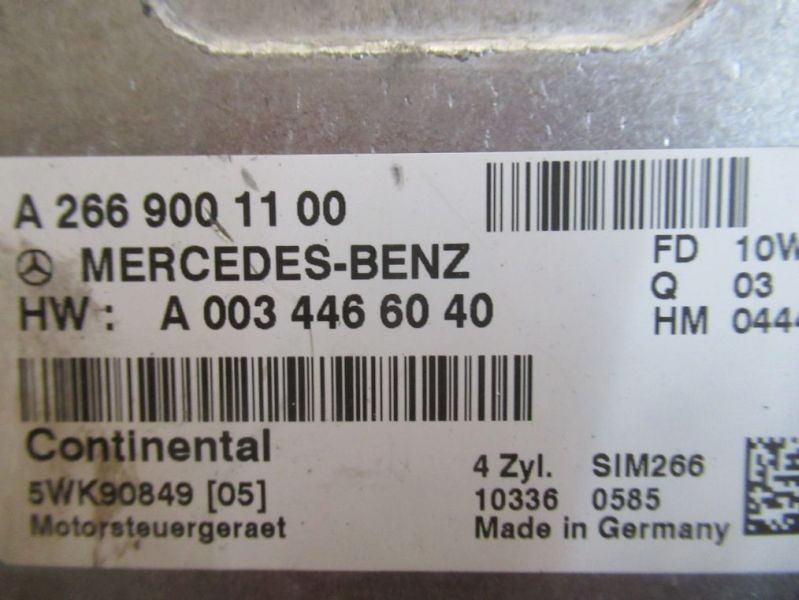 A 266 900 11 00
MERCEDES-BENZ
HW : A 003 446 60 40
FD 10W
Q 03
HM 0444
Continental
5WK90849 [05]
Motorsteuergeraet
4 Zyl. SIM266
10336 0585
Made in Germany